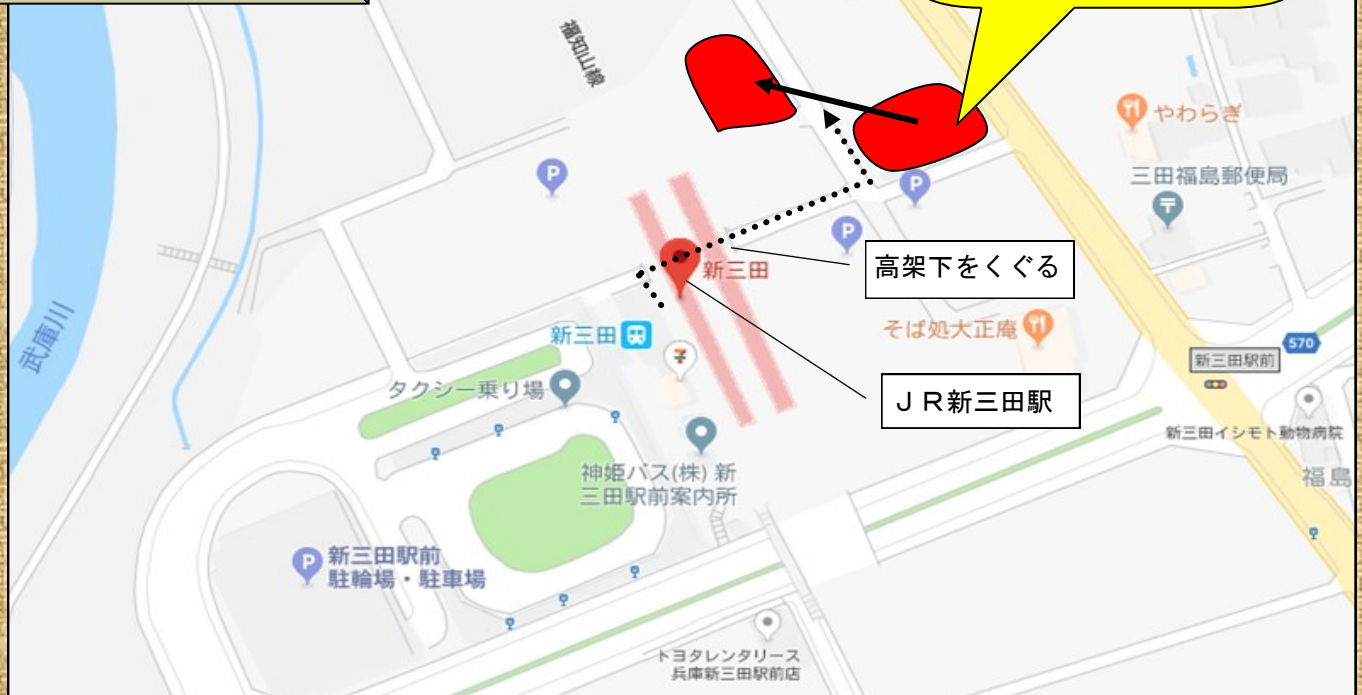 福知山線
P
やわらぎ
三田福島郵便局
〒
P
P
新三田
高架下をくぐる
武庫川
新三田
そば処大正庵
570
新三田駅前
7
タクシー乗り場
ＪＲ新三田駅
新三田イシモト動物病院
神姫バス(株) 新
三田駅前案内所
福島
P
新三田駅前
駐輪場・駐車場
トヨタレンタリース
兵庫新三田駅前店